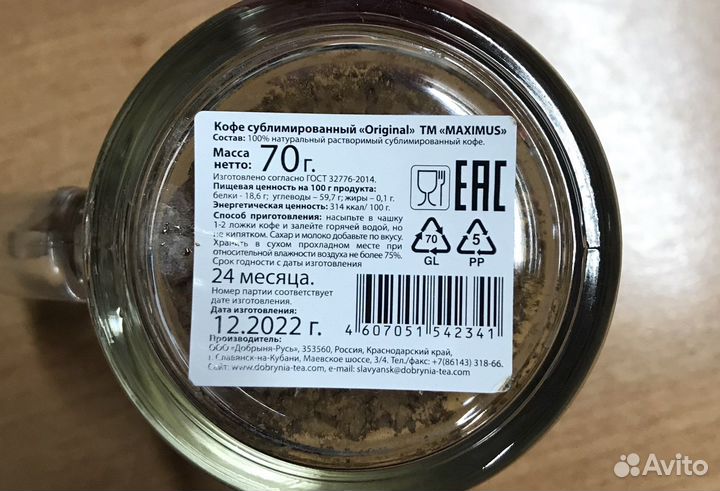 Кофе сублимированный «Original» ТМ «MAXIMUS»
Состав: 100% натуральный растворимый сублимированный кофе.
Масса нетто: 70 г.
Изготовлено согласно ГОСТ 32776-2014.
Пищевая ценность на 100 г продукта:
белки - 18,6 г; углеводы – 59,7 г; жиры – 0,1 г.
Энергетическая ценность: 314 ккал/ 100 г.
Способ приготовления: насыпьте в чашку
1-2 ложки кофе и залейте горячей водой, но
не кипятком. Сахар и молоко добавьте по вкусу.
Хранить в сухом прохладном месте при
относительной влажности воздуха не более 75%.
Срок годности с даты изготовления
24 месяца.
Номер партии соответствует
дате изготовления.
Дата изготовления:
12.2022 г.
EAC
70
GL
5
PP
4 607051 542341
Производитель:
ООО «Добрыня-Русь», 353560, Россия, Краснодарский край,
г. Славянск-на-Кубани, Маевское шоссе, 3/4. Тел./факс: +7(86143) 318-66.
Сайт: www.dobrynia-tea.com, e-mail: slavyansk@dobrynia-tea.com
Avito